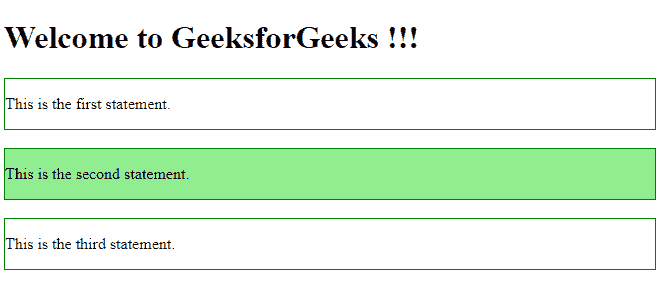 Welcome to GeeksforGeeks !!!
This is the first statement.
This is the second statement.
This is the third statement.